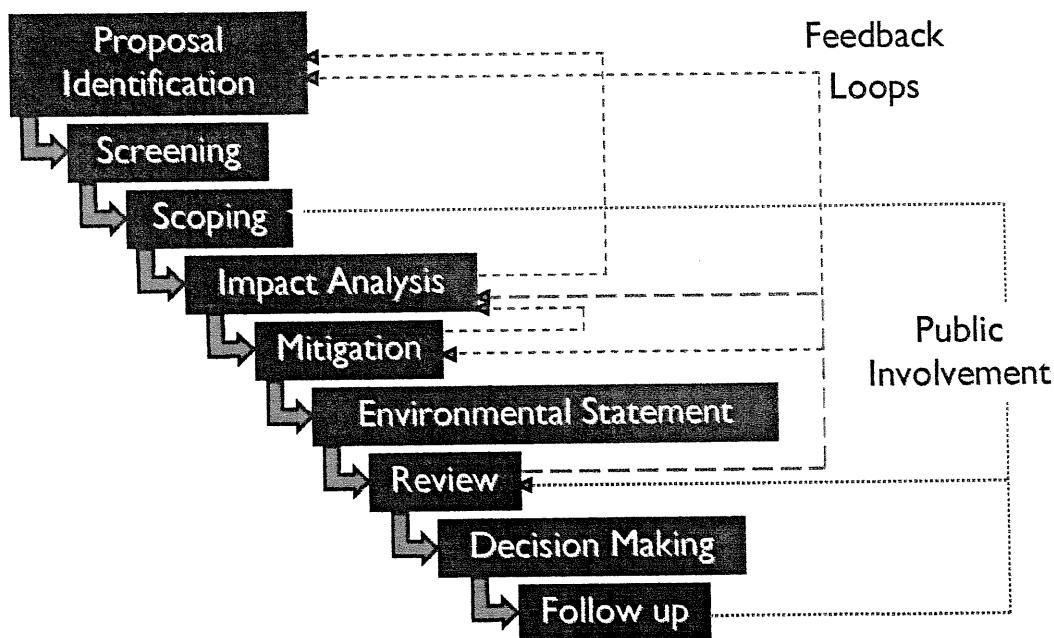 Proposal
Identification
Feedback
Loops
Screening
Scoping
Impact Analysis
Mitigation
Public
Involvement
Environmental Statement
Review
Decision Making
Follow up